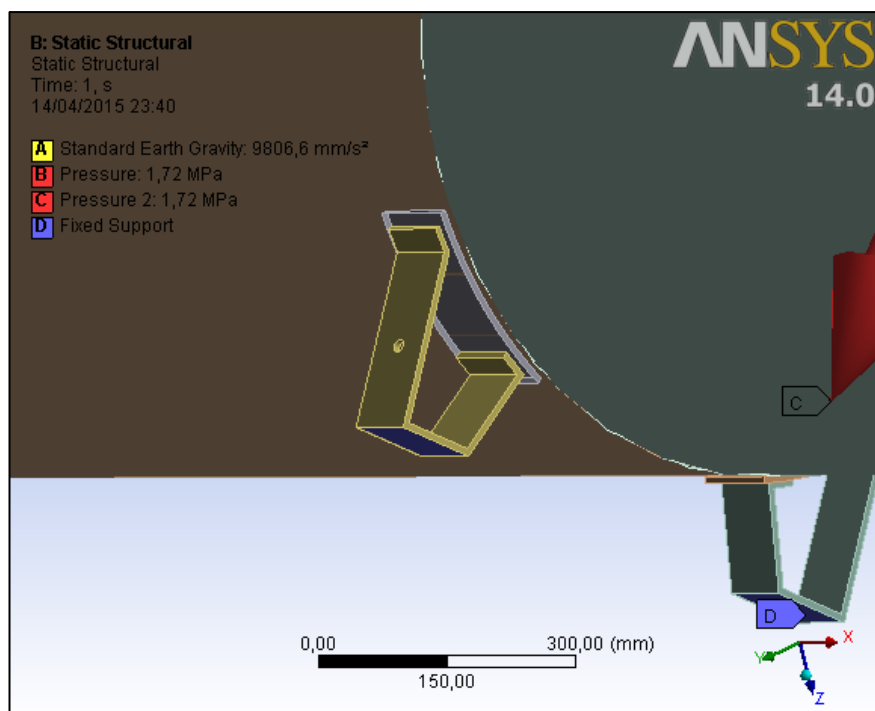 B: Static Structural
Static Structural
Time: 1, s
14/04/2015 23:40
A Standard Earth Gravity: 9806,6 mm/s²
B Pressure: 1,72 MPa
C Pressure 2: 1,72 MPa
D Fixed Support
ANSYS
14.0
C
D
0,00 300,00 (mm)
150,00
X
Y
Z